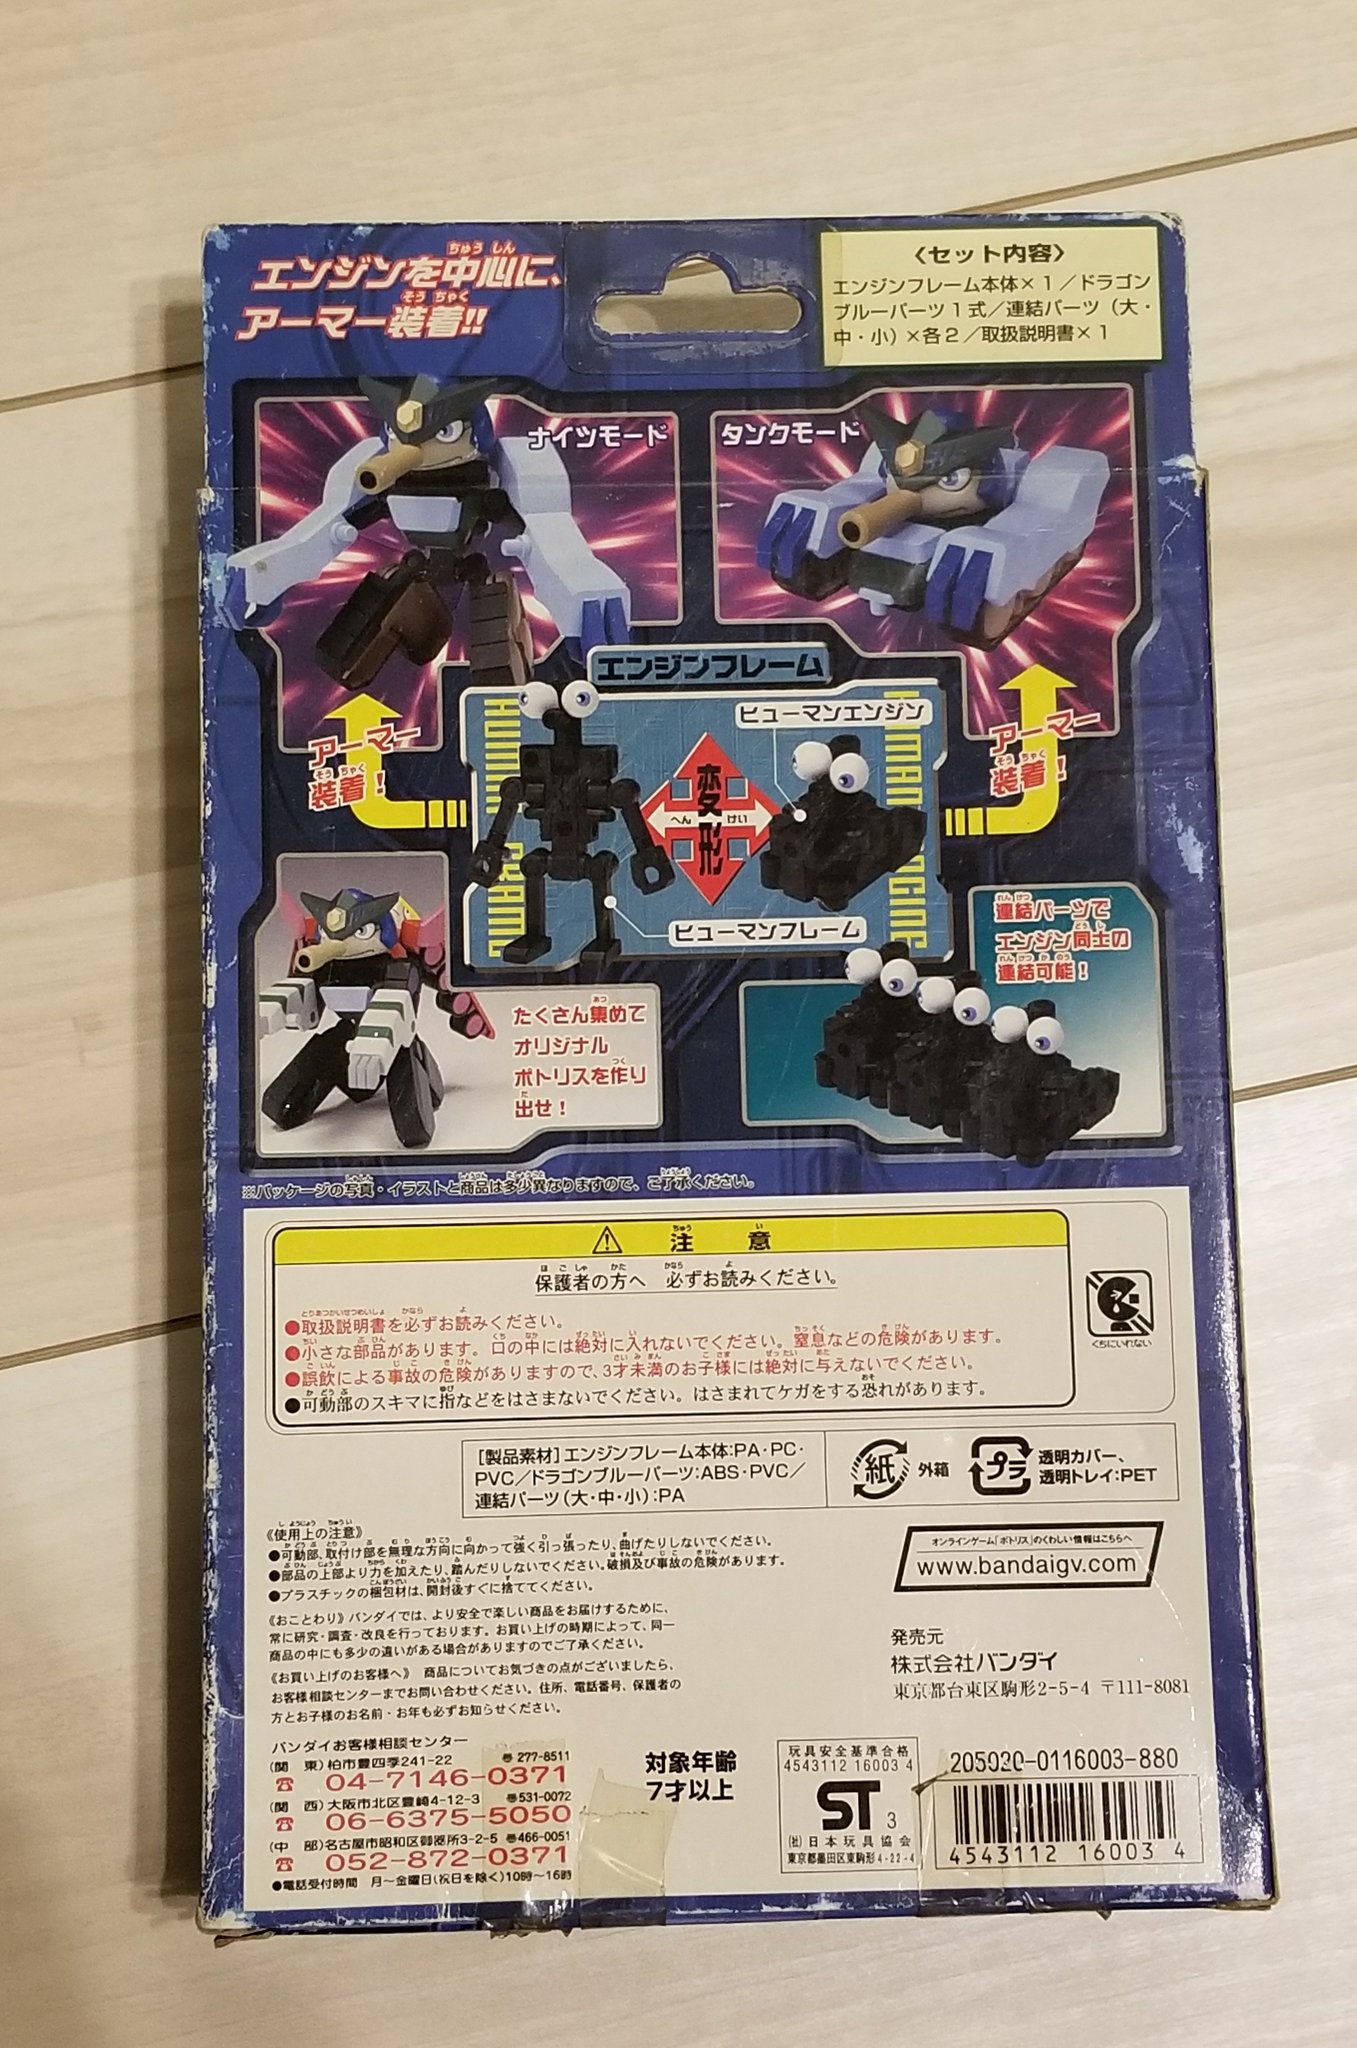 エンジンを中心に、
アーマー装着!!
〈セット内容〉
エンジンフレーム本体×1／ドラゴン
ブルーパーツ1式／連結パーツ（大・
中・小）×各2／取扱説明書×1
ナイツモード
タンクモード
エンジンフレーム
ヒューマンエンジン
アーマー
装着！
変形
へんけい
アーマー
装着！
ヒューマンフレーム
連結パーツで
エンジン同士の
連結可能！
たくさん集めて
オリジナル
ボトリスを作り
出せ！
※パッケージの写真・イラストと商品は多少異なりますので、ご了承ください。
注意
保護者の方へ 必ずお読みください。
●取扱説明書を必ずお読みください。
●小さな部品があります。口の中には絶対に入れないでください。窒息などの危険があります。
●誤飲による事故の危険がありますので、3才未満のお子様には絶対に与えないでください。
●可動部のスキマに指などをはさまないでください。はさまれてケガをする恐れがあります。
くちにいれない
［製品素材］エンジンフレーム本体:PA・PC・
PVC／ドラゴンブルーパーツ:ABS・PVC／
連結パーツ（大・中・小）:PA
紙 外箱
プラ 透明カバー、
透明トレイ:PET
《使用上の注意》
●可動部、取付け部を無理な方向に向かって強く引っ張ったり、曲げたりしないでください。
●部品の上部より力を加えたり、踏んだりしないでください。破損及び事故の危険があります。
●プラスチックの梱包材は、開封後すぐに捨ててください。
オンラインゲーム「ボトリス」のくわしい情報はこちらへ
www.bandaigv.com
《おことわり》バンダイでは、より安全で楽しい商品をお届けするために、
常に研究・調査・改良を行っております。お買い上げの時期によって、同一
商品の中にも多少の違いがある場合がありますのでご了承ください。
《お買い上げのお客様へ》 商品についてお気づきの点がございましたら、
お客様相談センターまでお問い合わせください。住所、電話番号、保護者の
方とお子様のお名前・お年も必ずお知らせください。
発売元
株式会社バンダイ
東京都台東区駒形2-5-4 〒111-8081
バンダイお客様相談センター
(関 東)柏市豊四季241-22 〒277-8511
☎ 04-7146-0371
(関 西)大阪市北区豊崎4-12-3 〒531-0072
☎ 06-6375-5050
(中 部)名古屋市昭和区御器所3-2-5 〒466-0051
☎ 052-872-0371
●電話受付時間 月～金曜日(祝日を除く)10時～16時
対象年齢
7才以上
玩具安全基準合格
4543112 16003 4
ST 3
(社)日本玩具協会
東京都墨田区東駒形4-22-4
205020-0116003-880
4543112 160034